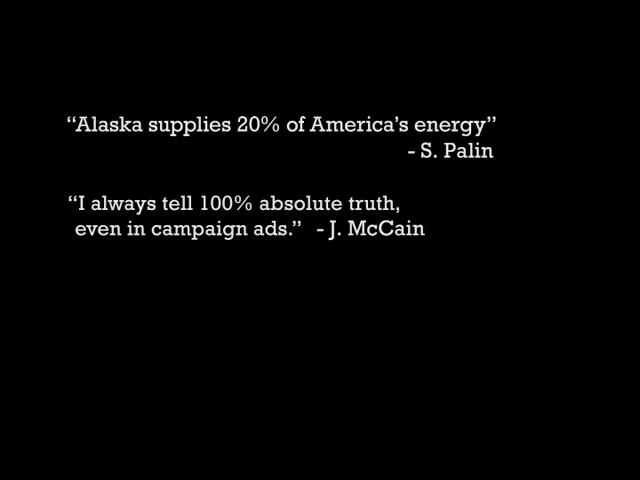 “Alaska supplies 20% of America’s energy”
- S. Palin
“I always tell 100% absolute truth,
even in campaign ads.” - J. McCain